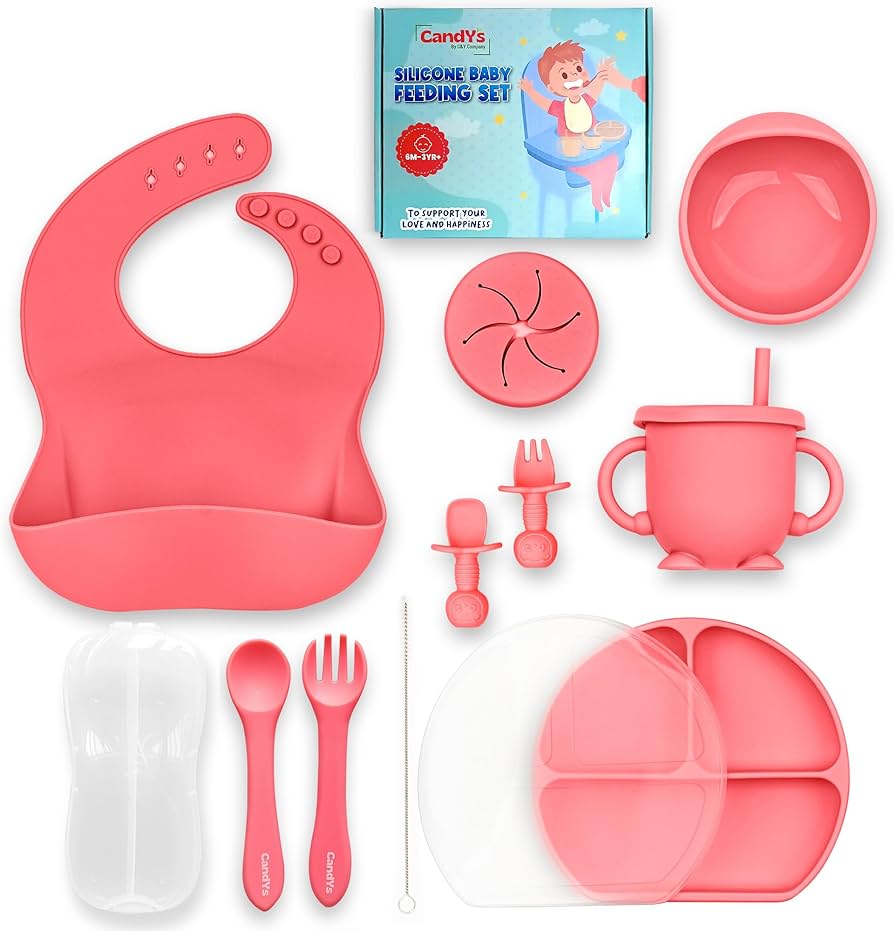 CandYs
By C&Y Company
SILICONE BABY
FEEDING SET
6M-3YR+
TO SUPPORT YOUR
LOVE AND HAPPINESS
CandYs
CandYs